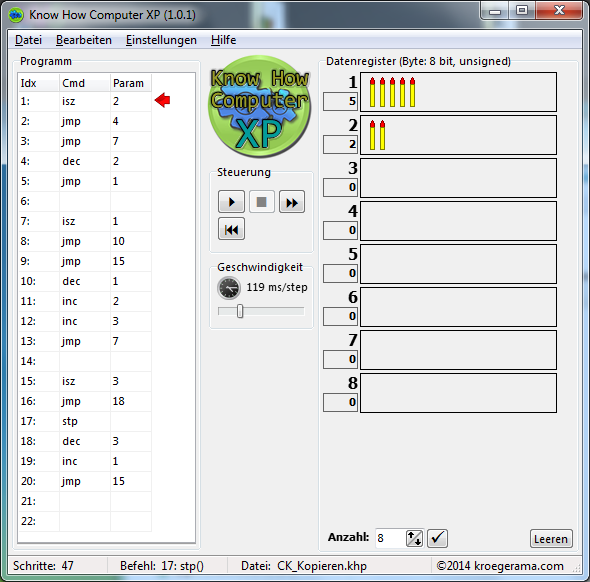 Know How Computer XP (1.0.1)
Datei Bearbeiten Einstellungen Hilfe
Programm
Idx Cmd Param
1: isz 2
2: jmp 4
3: jmp 7
4: dec 2
5: jmp 1
6:
7: isz 1
8: jmp 10
9: jmp 15
10: dec 1
11: inc 2
12: inc 3
13: jmp 7
14:
15: isz 3
16: jmp 18
17: stp
18: dec 3
19: inc 1
20: jmp 15
21:
22:
Know How
Computer
XP
Steuerung
Geschwindigkeit
119 ms/step
Datenregister (Byte: 8 bit, unsigned)
1
5
2
2
3
0
4
0
5
0
6
0
7
0
8
0
Anzahl: 8
Leeren
Schritte: 47 Befehl: 17: stp() Datei: CK_Kopieren.khp ©2014 kroegerama.com